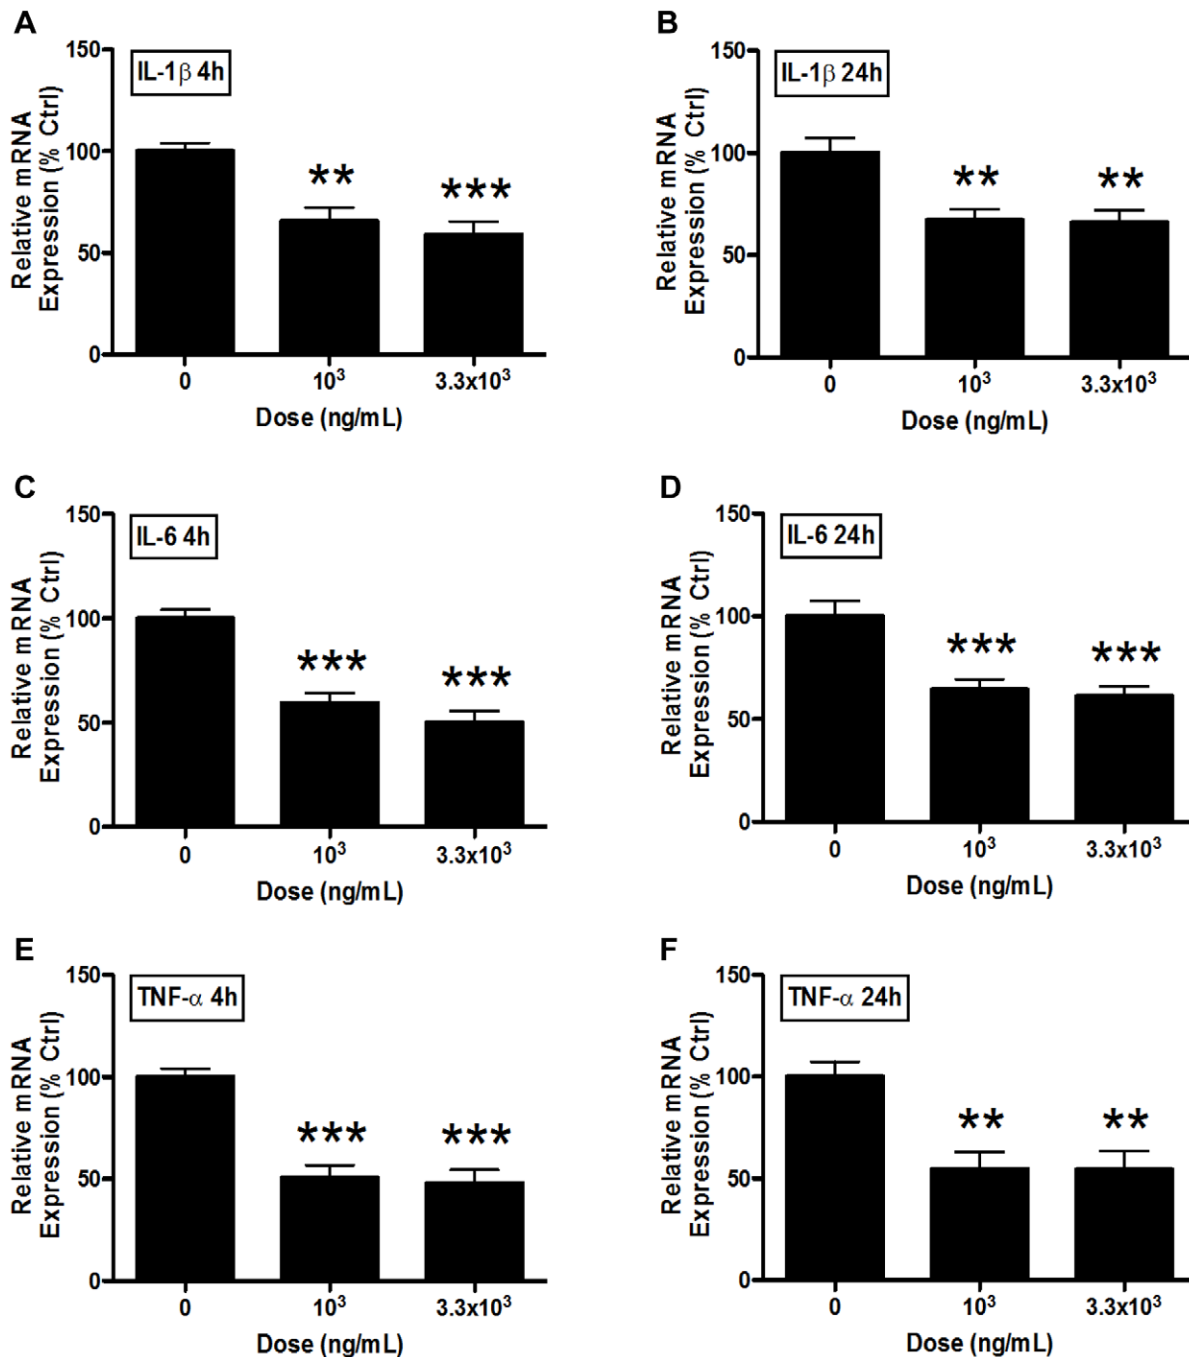 A
IL-1β 4h
Relative mRNA
Expression (% Ctrl)
150
100
50
0
**
***
0 10³ 3.3x10³
Dose (ng/mL)
B
IL-1β 24h
Relative mRNA
Expression (% Ctrl)
150
100
50
0
**
**
0 10³ 3.3x10³
Dose (ng/mL)
C
IL-6 4h
Relative mRNA
Expression (% Ctrl)
150
100
50
0
***
***
0 10³ 3.3x10³
Dose (ng/mL)
D
IL-6 24h
Relative mRNA
Expression (% Ctrl)
150
100
50
0
***
***
0 10³ 3.3x10³
Dose (ng/mL)
E
TNF-α 4h
Relative mRNA
Expression (% Ctrl)
150
100
50
0
***
***
0 10³ 3.3x10³
Dose (ng/mL)
F
TNF-α 24h
Relative mRNA
Expression (% Ctrl)
150
100
50
0
**
**
0 10³ 3.3x10³
Dose (ng/mL)